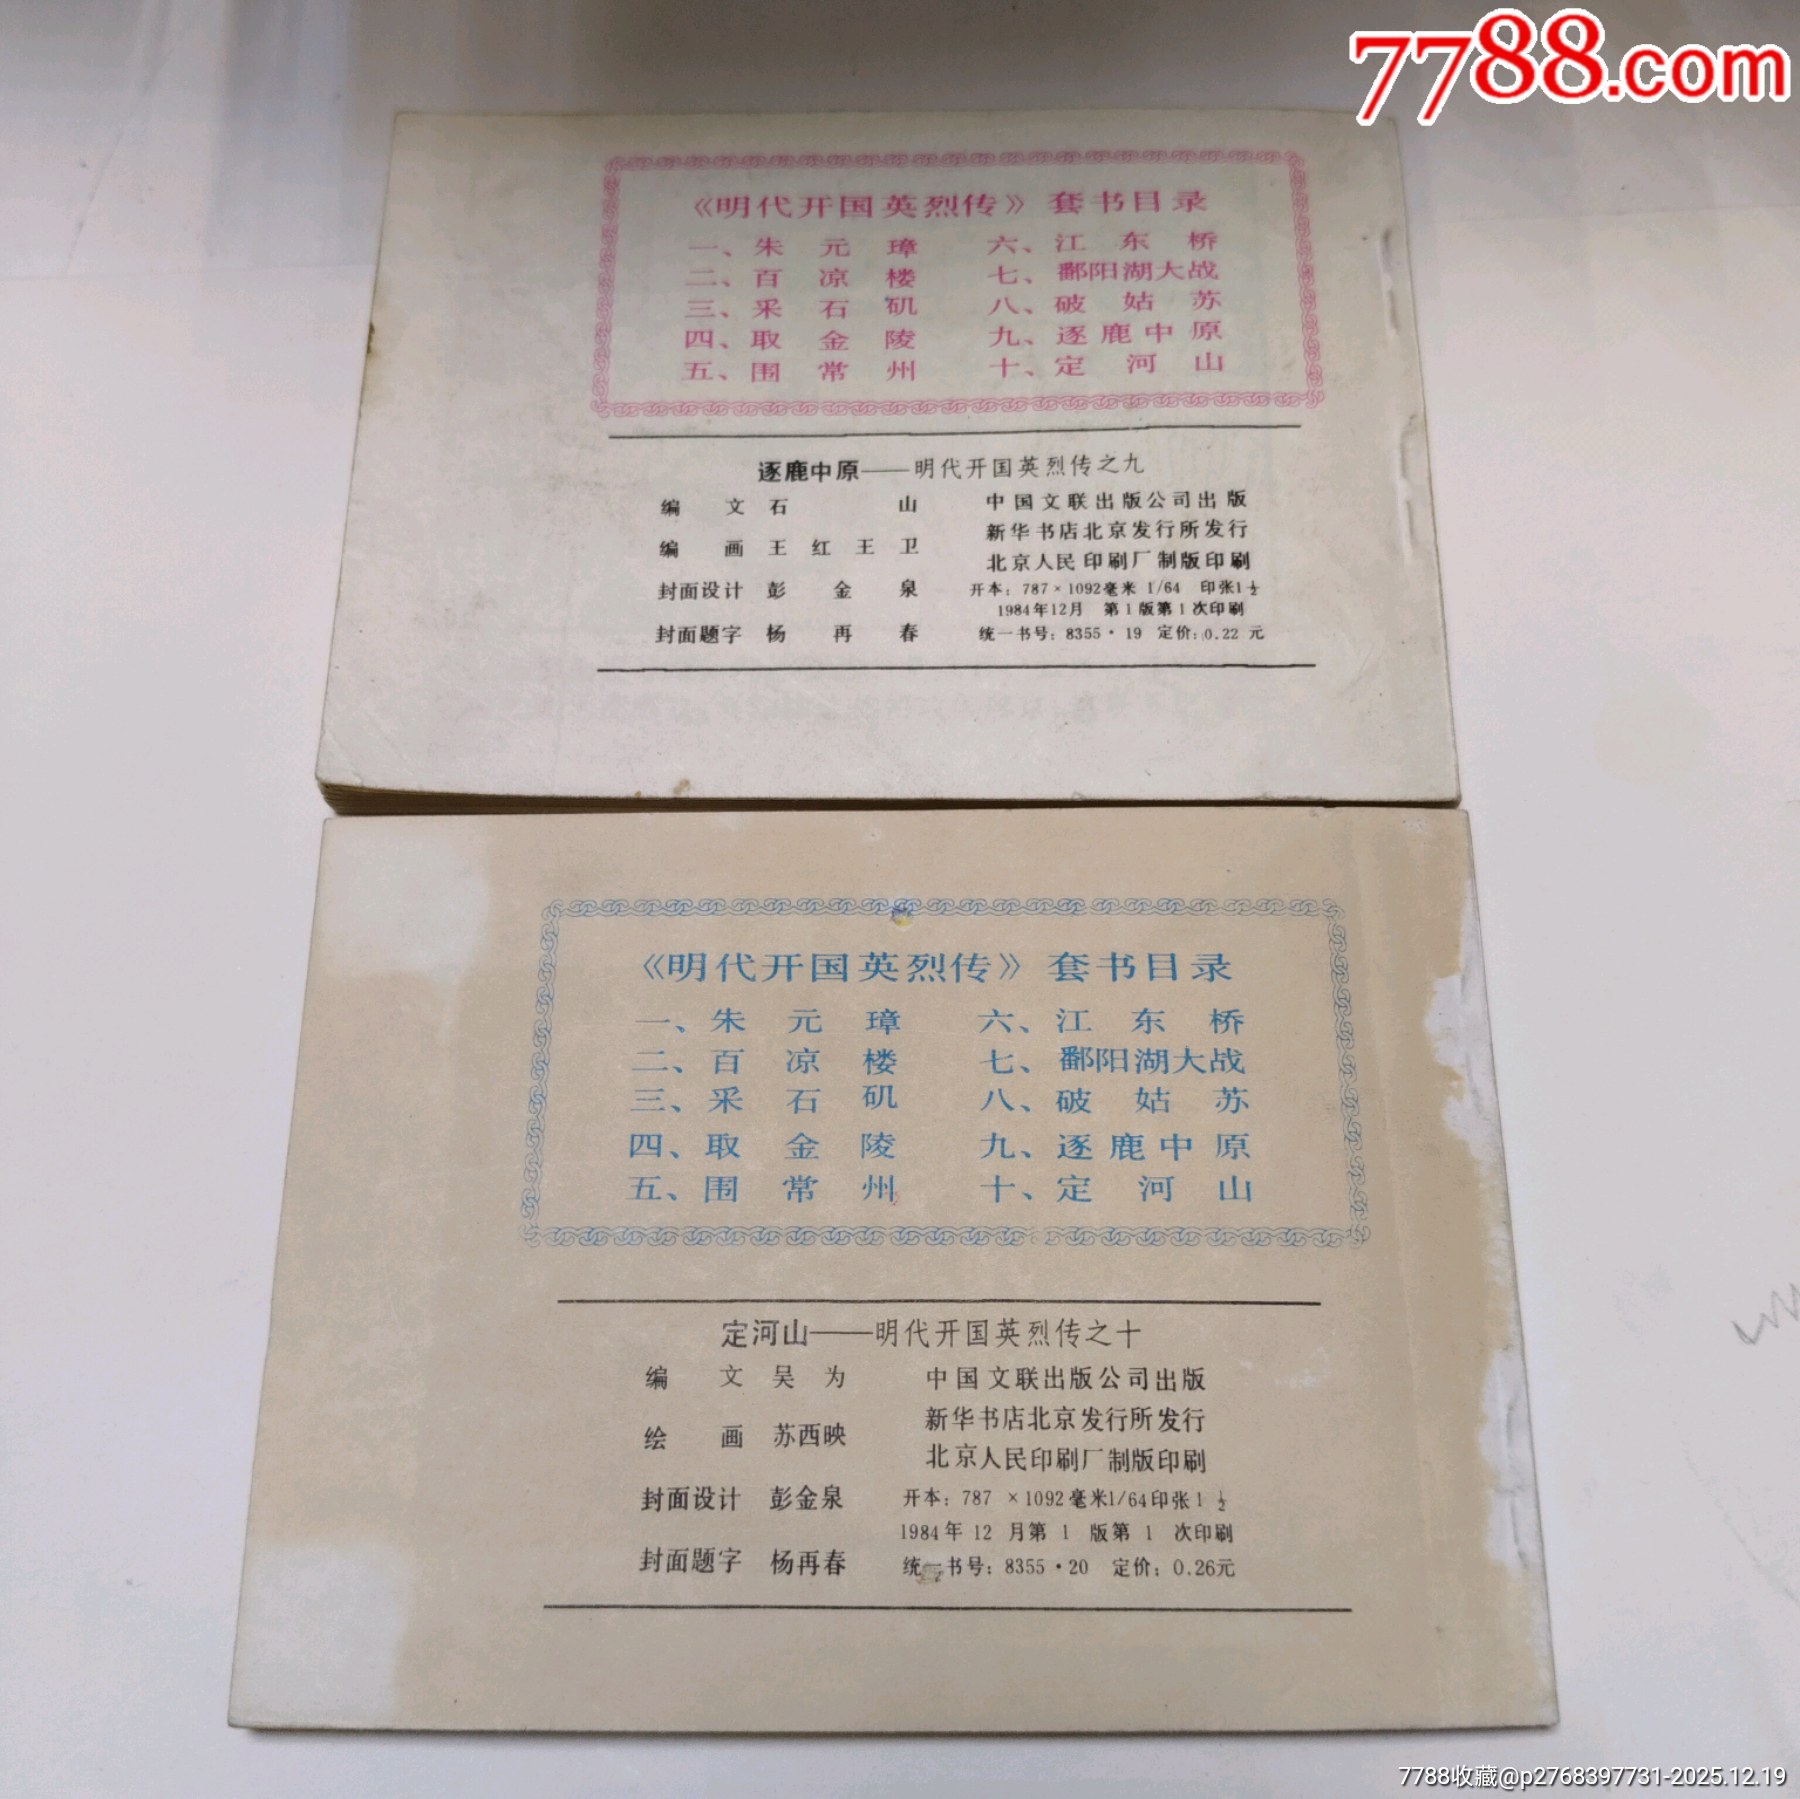 7788.com
《明代开国英烈传》套书目录
一、朱元璋 六、江东桥
二、百凉楼 七、鄱阳湖大战
三、采石矶 八、破姑苏
四、取金陵 九、逐鹿中原
五、围常州 十、定河山
逐鹿中原——明代开国英烈传之九
编文 石山 中国文联出版公司出版
新华书店北京发行所发行
编画 王红 王卫
北京人民印刷厂制版印刷
封面设计 彭金泉 开本：787×1092毫米 1/64 印张1½
1984年12月 第1版第1次印刷
封面题字 杨再春 统一书号：8355·19 定价：0.22元
《明代开国英烈传》套书目录
一、朱元璋 六、江东桥
二、百凉楼 七、鄱阳湖大战
三、采石矶 八、破姑苏
四、取金陵 九、逐鹿中原
五、围常州 十、定河山
定河山——明代开国英烈传之十
编文 吴为 中国文联出版公司出版
新华书店北京发行所发行
绘画 苏西映
北京人民印刷厂制版印刷
封面设计 彭金泉 开本：787×1092毫米1/64印张1½
1984年12月第1版第1次印刷
封面题字 杨再春 统一书号：8355·20 定价：0.26元
7788收藏@p2768397731-2025.12.19